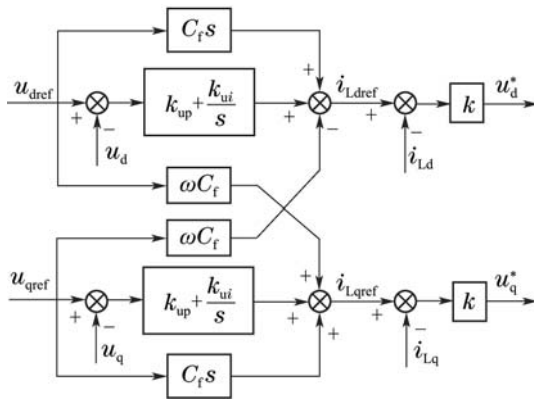 C_f s
u_dref
k_up + k_ui/s
i_Ldref
k
u_d^*
+
+
+
−
+
−
−
u_d
i_Ld
ωC_f
ωC_f
u_qref
k_up + k_ui/s
i_Lqref
k
u_q^*
+
+
+
+
+
−
−
u_q
i_Lq
C_f s